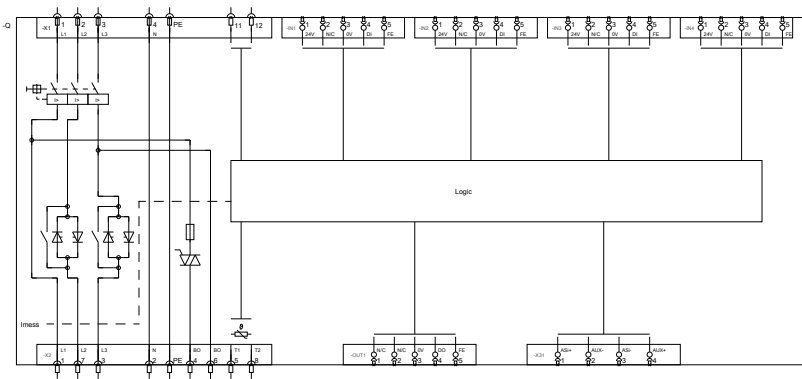 -Q
-X1 1 2 3 4 PE 11 12
L1 L2 L3 N
-IN1 1 2 3 4 5
24V N/C 0V DI FE
-IN2 1 2 3 4 5
24V N/C 0V DI FE
-IN3 1 2 3 4 5
24V N/C 0V DI FE
-IN4 1 2 3 4 5
24V N/C 0V DI FE
I> I> I>
Logic
Imess
ϑ
L1 L2 L3 N BO BO T1 T2
-X2 1 7 3 2 PE 4 6 5 8
N/C N/C 0V DO FE
-OUT1 1 2 3 4 5
ASi+ AUX- ASi- AUX+
-X31 1 2 3 4